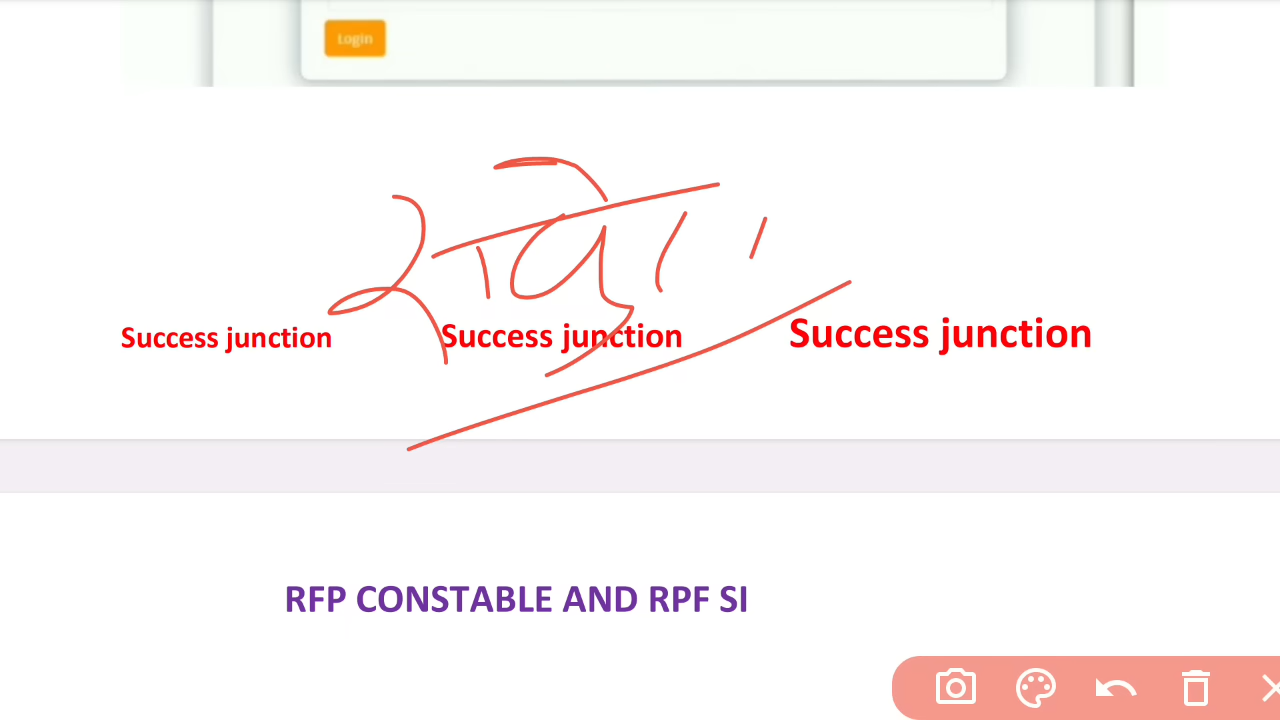 Login
Success junction Success junction Success junction
RFP CONSTABLE AND RPF SI